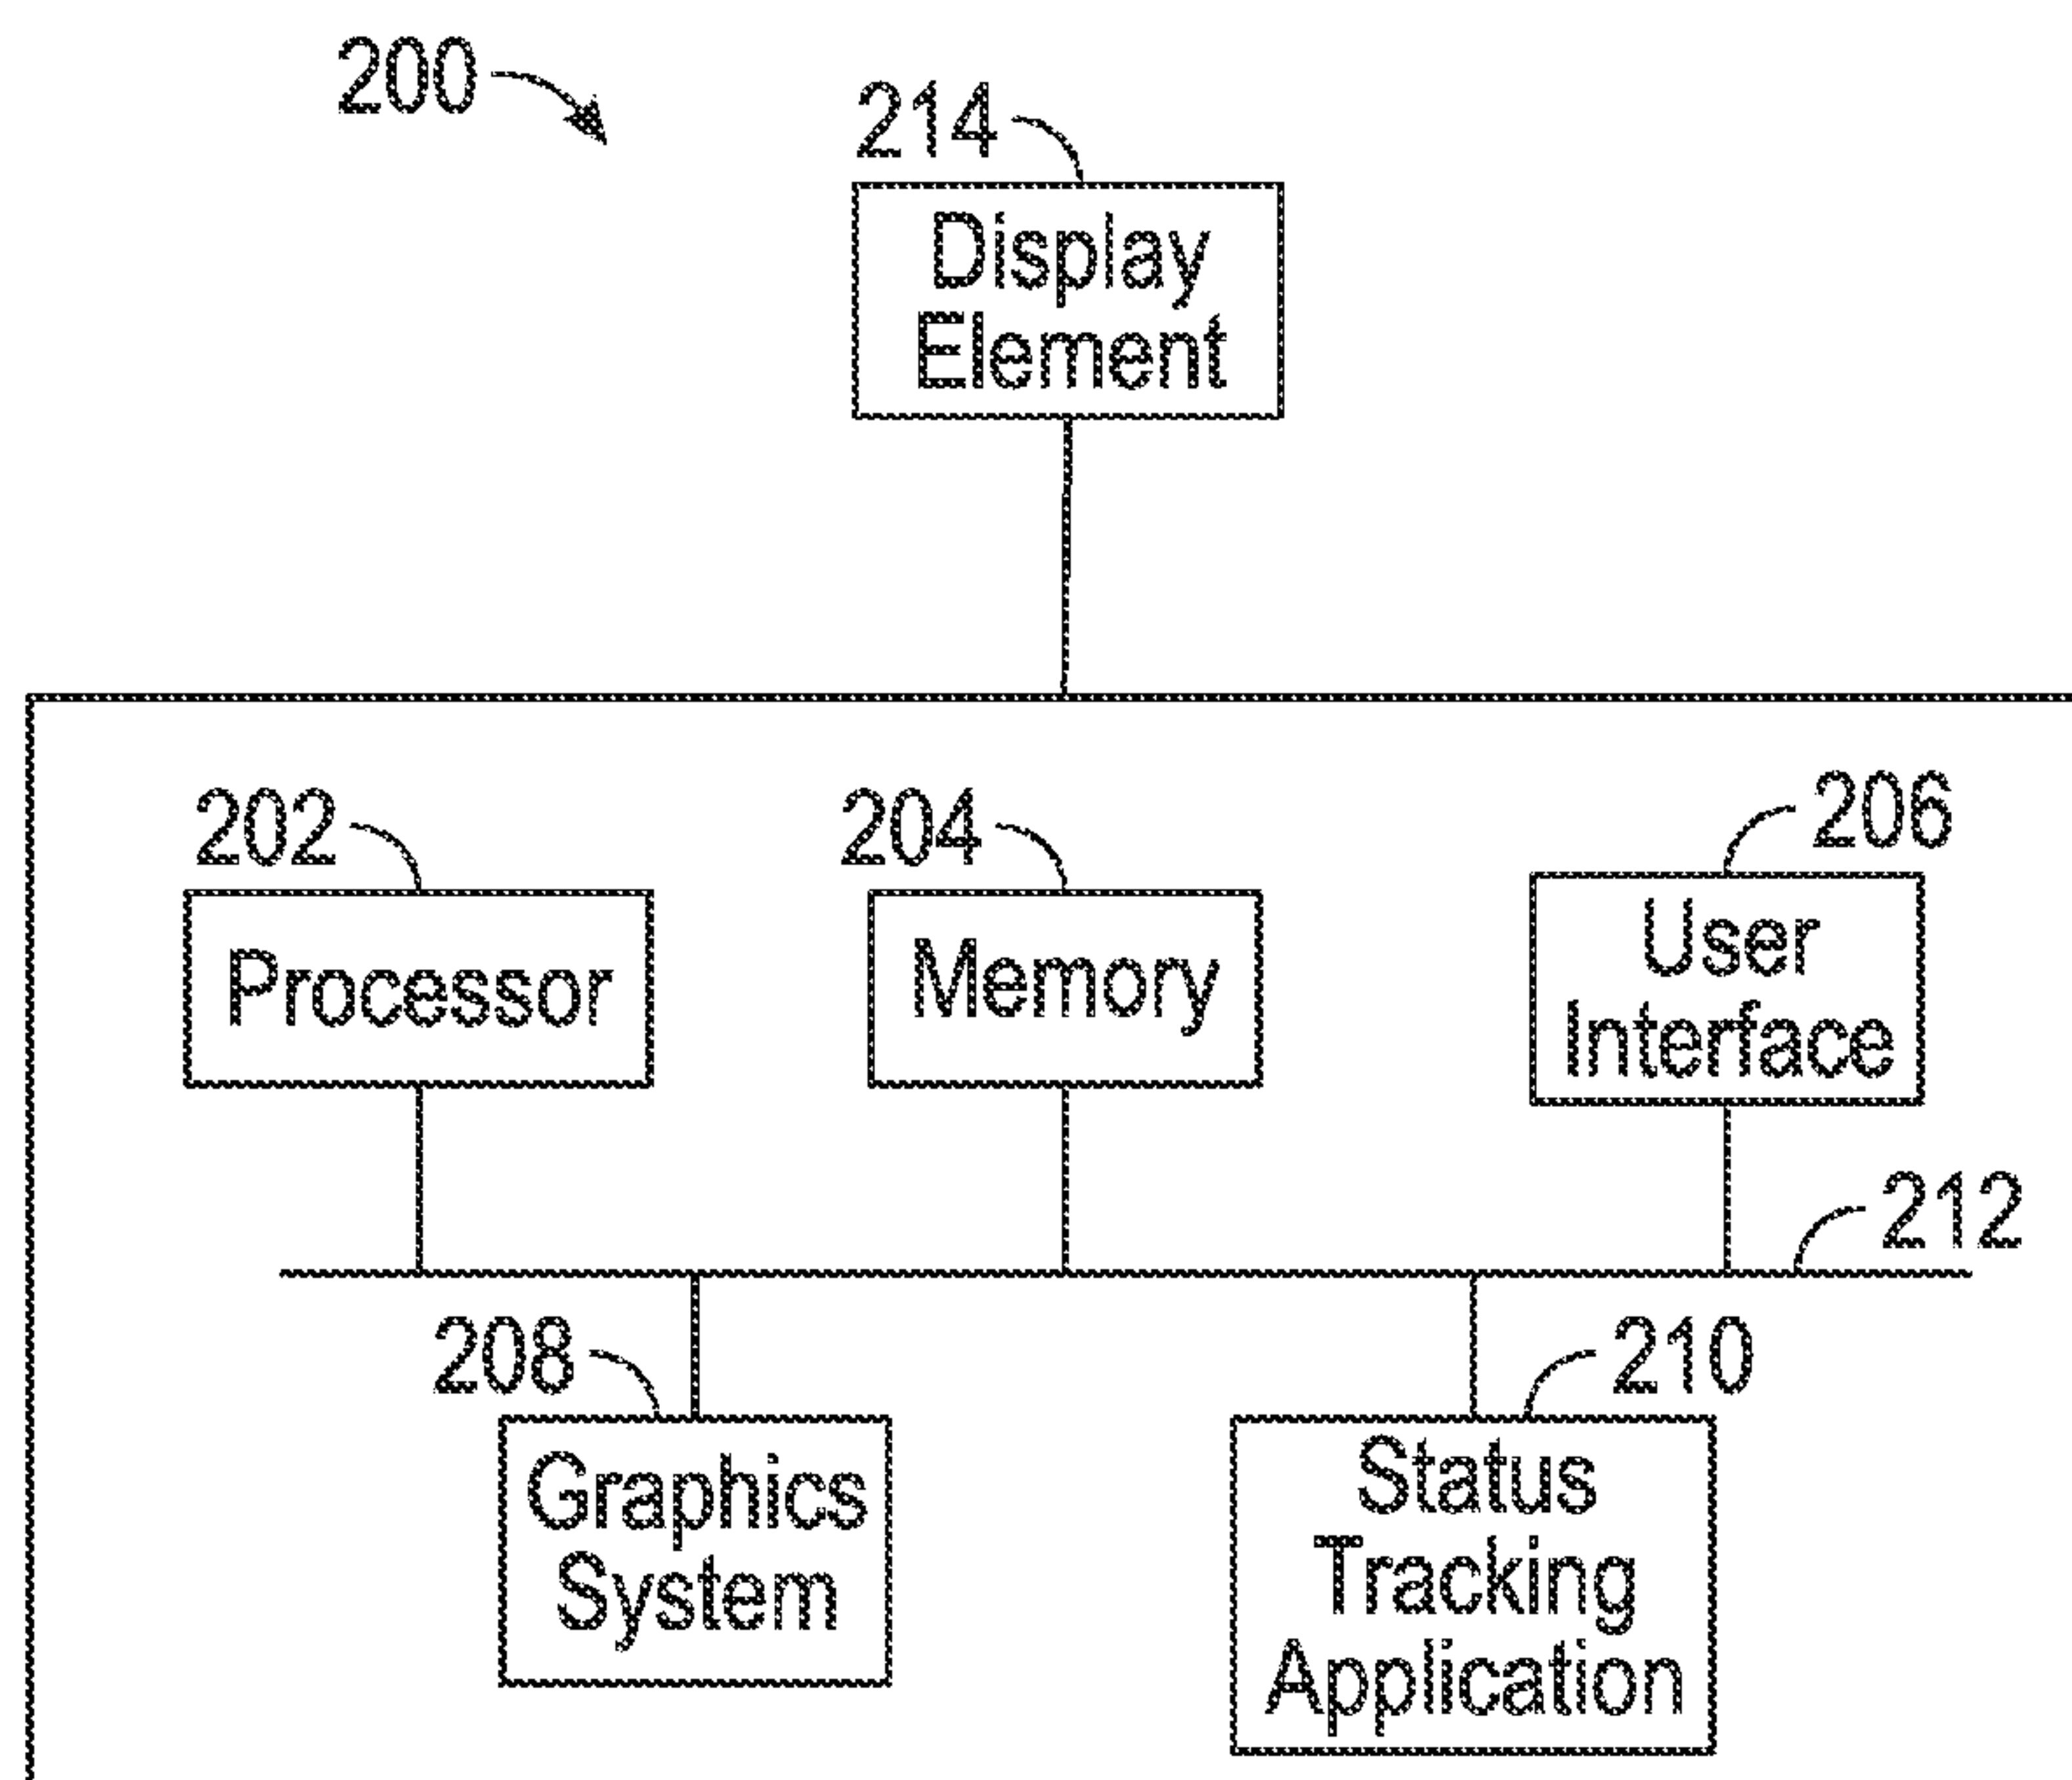 200
214
Display
Element
202
204
206
Processor
Memory
User
Interface
212
208
210
Graphics
System
Status
Tracking
Application